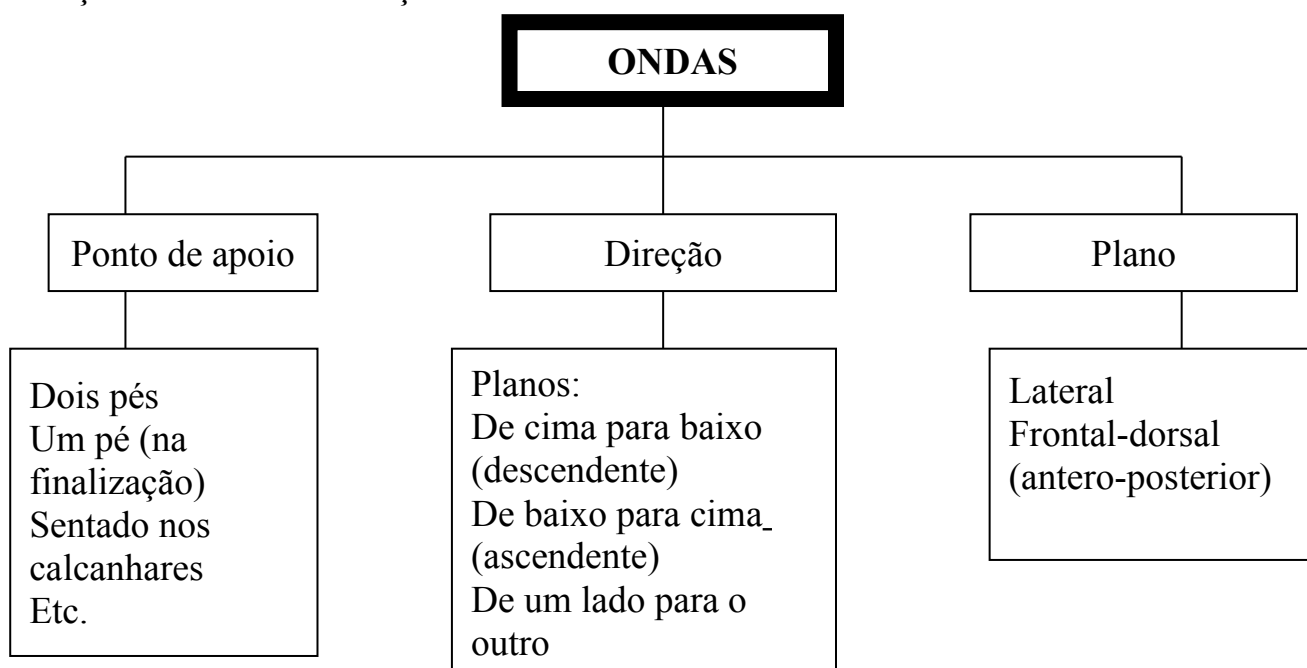 ONDAS
Ponto de apoio
Direção
Plano
Dois pés
Um pé (na
finalização)
Sentado nos
calcanhares
Etc.
Planos:
De cima para baixo
(descendente)
De baixo para cima_
(ascendente)
De um lado para o
outro
Lateral
Frontal-dorsal
(antero-posterior)